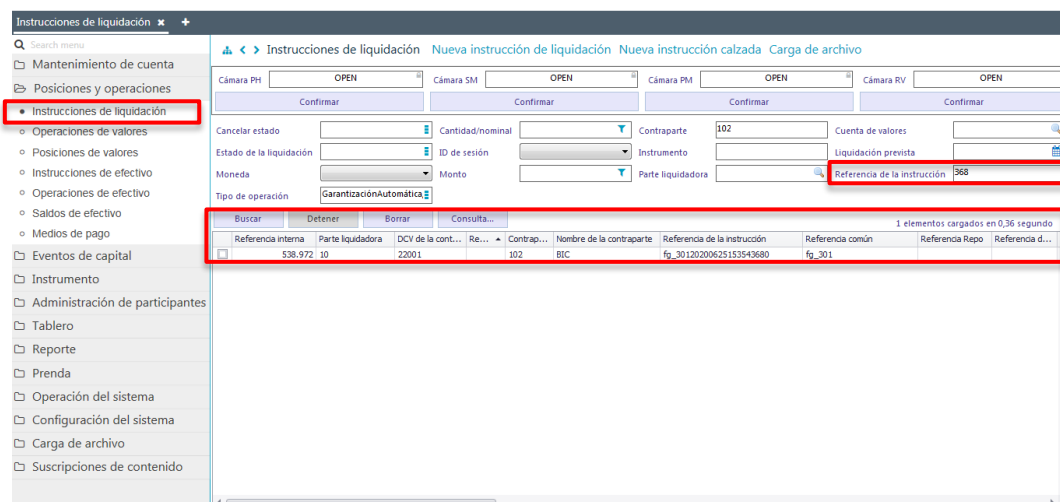 Instrucciones de liquidación × +
Search menu
Mantenimiento de cuenta
Posiciones y operaciones
Instrucciones de liquidación
Operaciones de valores
Posiciones de valores
Instrucciones de efectivo
Operaciones de efectivo
Saldos de efectivo
Medios de pago
Eventos de capital
Instrumento
Administración de participantes
Tablero
Reporte
Prenda
Operación del sistema
Configuración del sistema
Carga de archivo
Suscripciones de contenido
Instrucciones de liquidación Nueva instrucción de liquidación Nueva instrucción calzada Carga de archivo
Cámara PH OPEN Cámara SM OPEN Cámara PM OPEN Cámara RV OPEN
Confirmar Confirmar Confirmar Confirmar
Cancelar estado Cantidad/nominal Contraparte 102 Cuenta de valores
Estado de la liquidación ID de sesión Instrumento Liquidación prevista
Moneda Monto Parte liquidadora Referencia de la instrucción 368
Tipo de operación GarantizaciónAutomática,
Buscar Detener Borrar Consulta... 1 elementos cargados en 0,36 segundo
Referencia interna Parte liquidadora DCV de la cont... Re... Contrap... Nombre de la contraparte Referencia de la instrucción Referencia común Referencia Repo Referencia d...
538.972 10 22001 102 BIC fg_30120200625153543680 fg_301